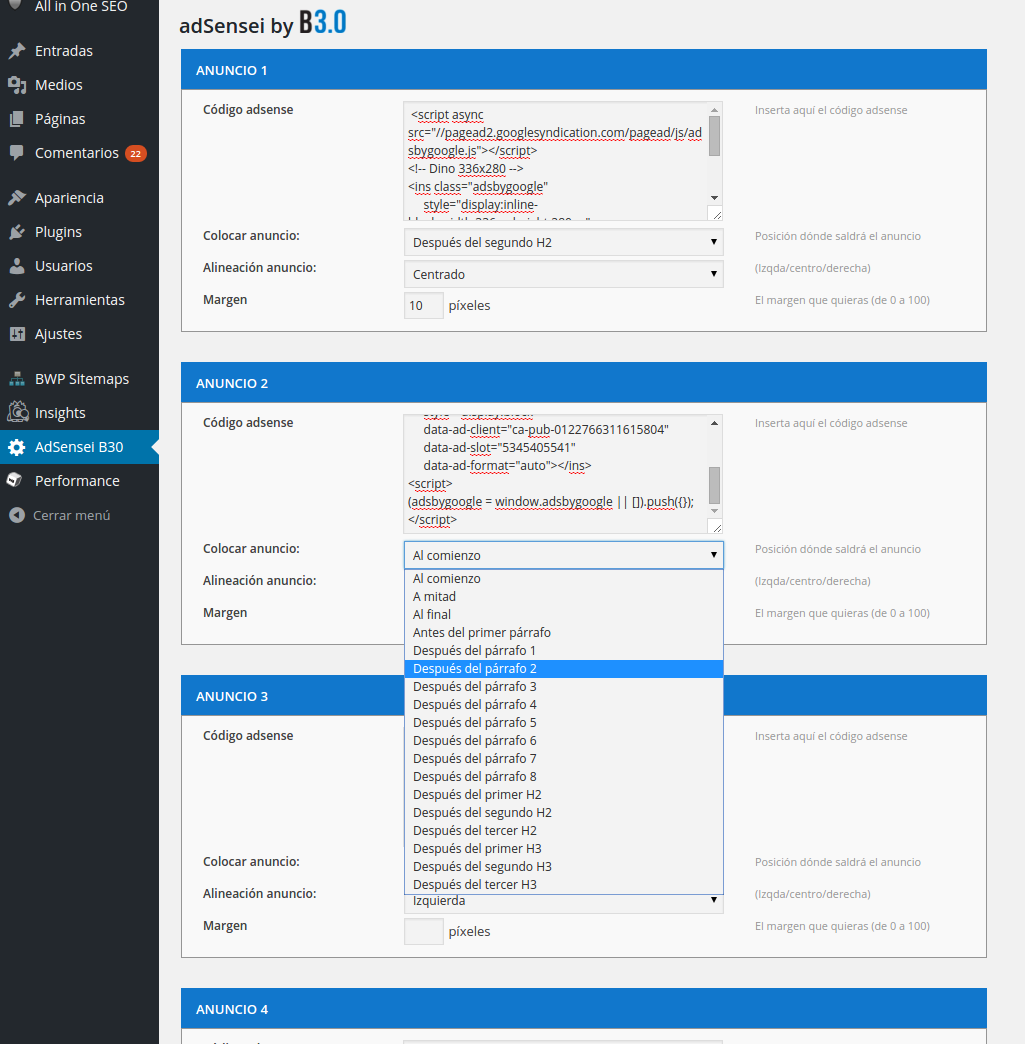 All in One SEO
Entradas
Medios
Páginas
Comentarios 22
Apariencia
Plugins
Usuarios
Herramientas
Ajustes
BWP Sitemaps
Insights
AdSensei B30
Performance
Cerrar menú
adSensei by B3.0
ANUNCIO 1
Código adsense
<script async
src="//pagead2.googlesyndication.com/pagead/js/ad
sbygoogle.js"></script>
<!-- Dino 336x280 -->
<ins class="adsbygoogle"
style="display:inline-
Inserta aquí el código adsense
Colocar anuncio:
Después del segundo H2
Posición dónde saldrá el anuncio
Alineación anuncio:
Centrado
(Izqda/centro/derecha)
Margen
10 píxeles
El margen que quieras (de 0 a 100)
ANUNCIO 2
Código adsense
data-ad-client="ca-pub-0122766311615804"
data-ad-slot="5345405541"
data-ad-format="auto"></ins>
<script>
(adsbygoogle = window.adsbygoogle || []).push({});
</script>
Inserta aquí el código adsense
Colocar anuncio:
Al comienzo
Posición dónde saldrá el anuncio
Alineación anuncio:
(Izqda/centro/derecha)
Margen
El margen que quieras (de 0 a 100)
Al comienzo
A mitad
Al final
Antes del primer párrafo
Después del párrafo 1
Después del párrafo 2
Después del párrafo 3
Después del párrafo 4
Después del párrafo 5
Después del párrafo 6
Después del párrafo 7
Después del párrafo 8
Después del primer H2
Después del segundo H2
Después del tercer H2
Después del primer H3
Después del segundo H3
Después del tercer H3
ANUNCIO 3
Código adsense
Inserta aquí el código adsense
Colocar anuncio:
Posición dónde saldrá el anuncio
Alineación anuncio:
Izquierda
(Izqda/centro/derecha)
Margen
píxeles
El margen que quieras (de 0 a 100)
ANUNCIO 4